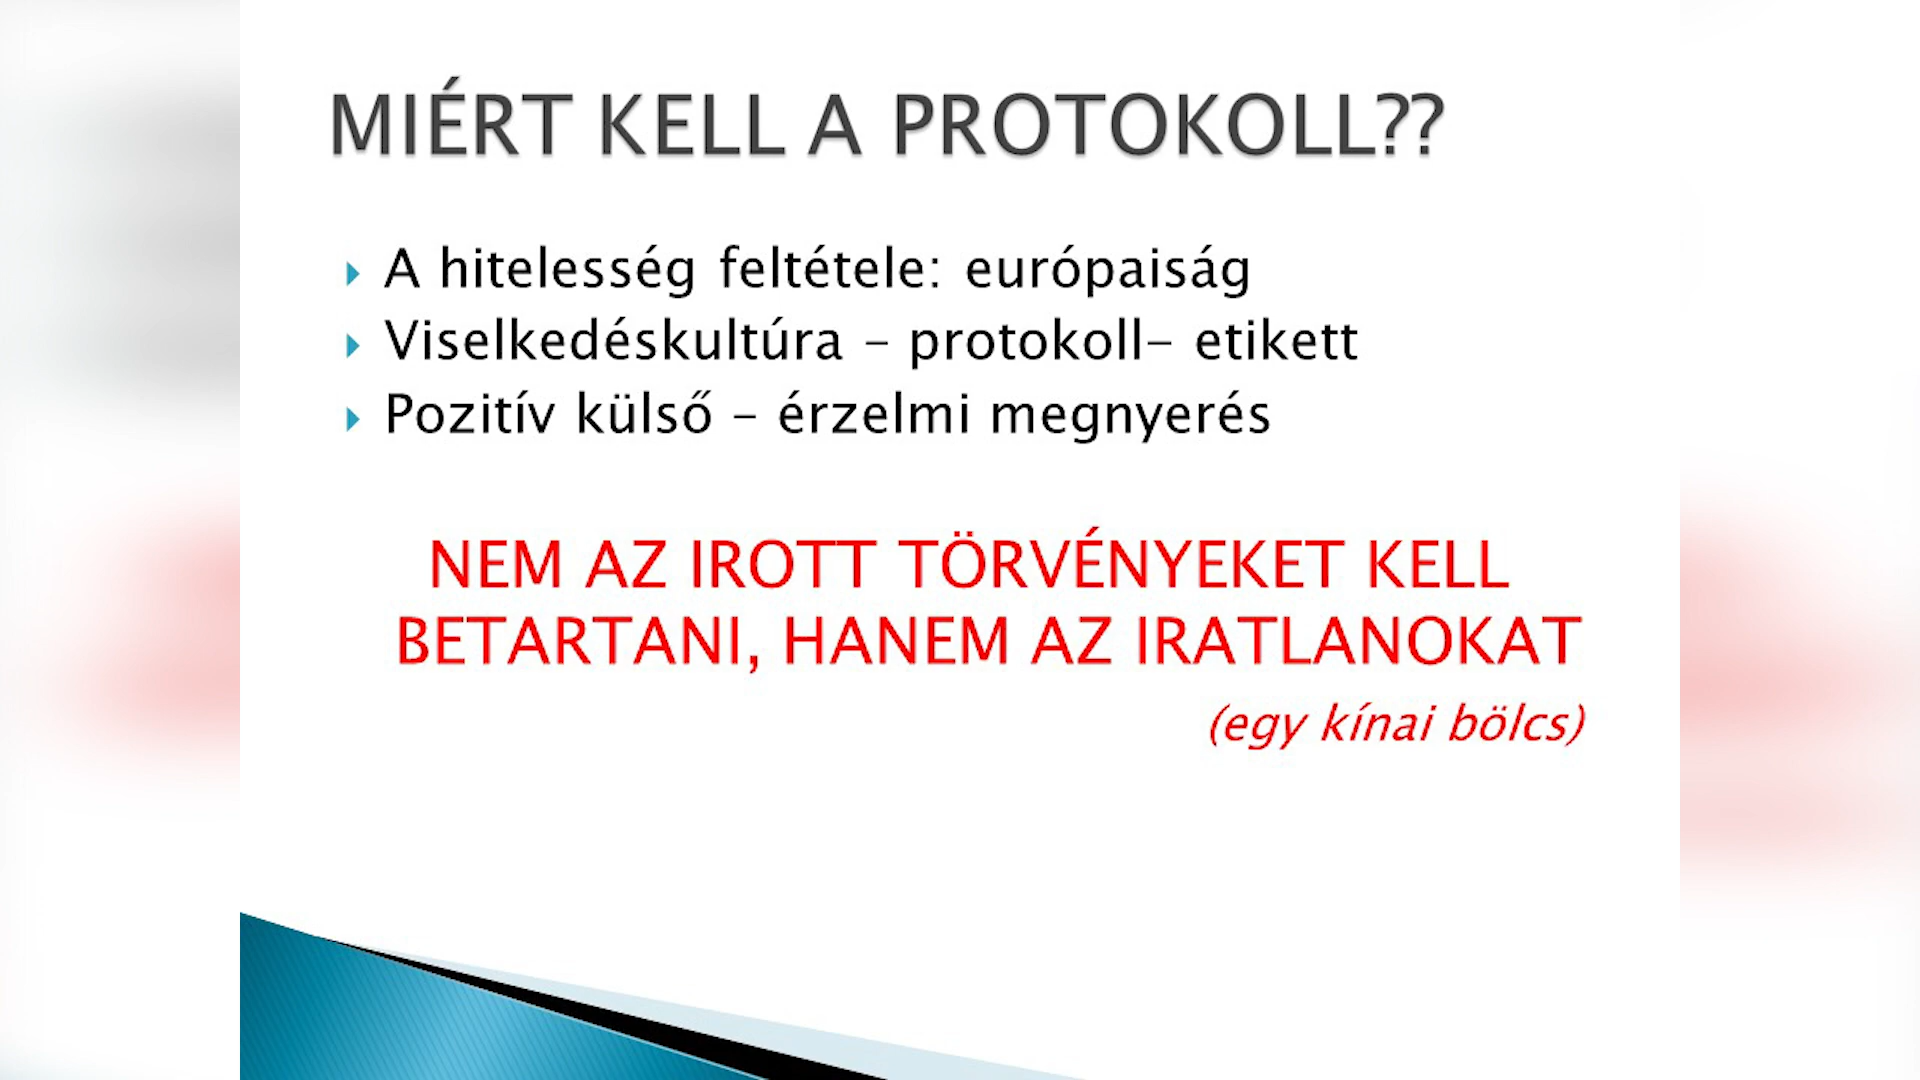 MIÉRT KELL A PROTOKOLL??
A hitelesség feltétele: európaiság
Viselkedéskultúra – protokoll– etikett
Pozitív külső – érzelmi megnyerés
NEM AZ IROTT TÖRVÉNYEKET KELL
BETARTANI, HANEM AZ IRATLANOKAT
(egy kínai bölcs)